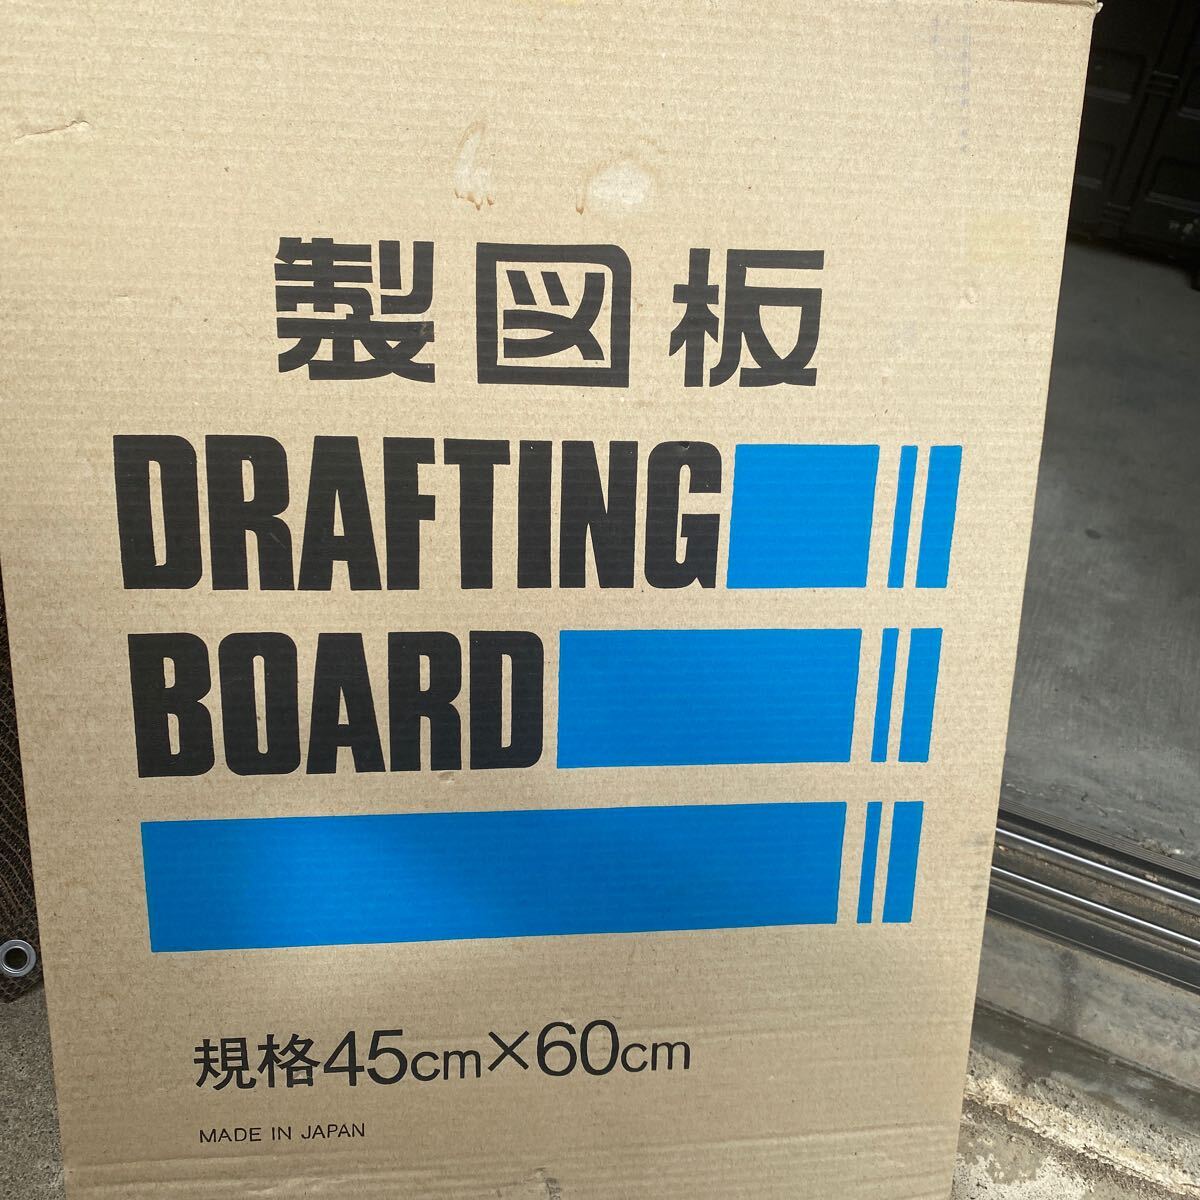 製図板
DRAFTING
BOARD
規格45cm×60cm
MADE IN JAPAN